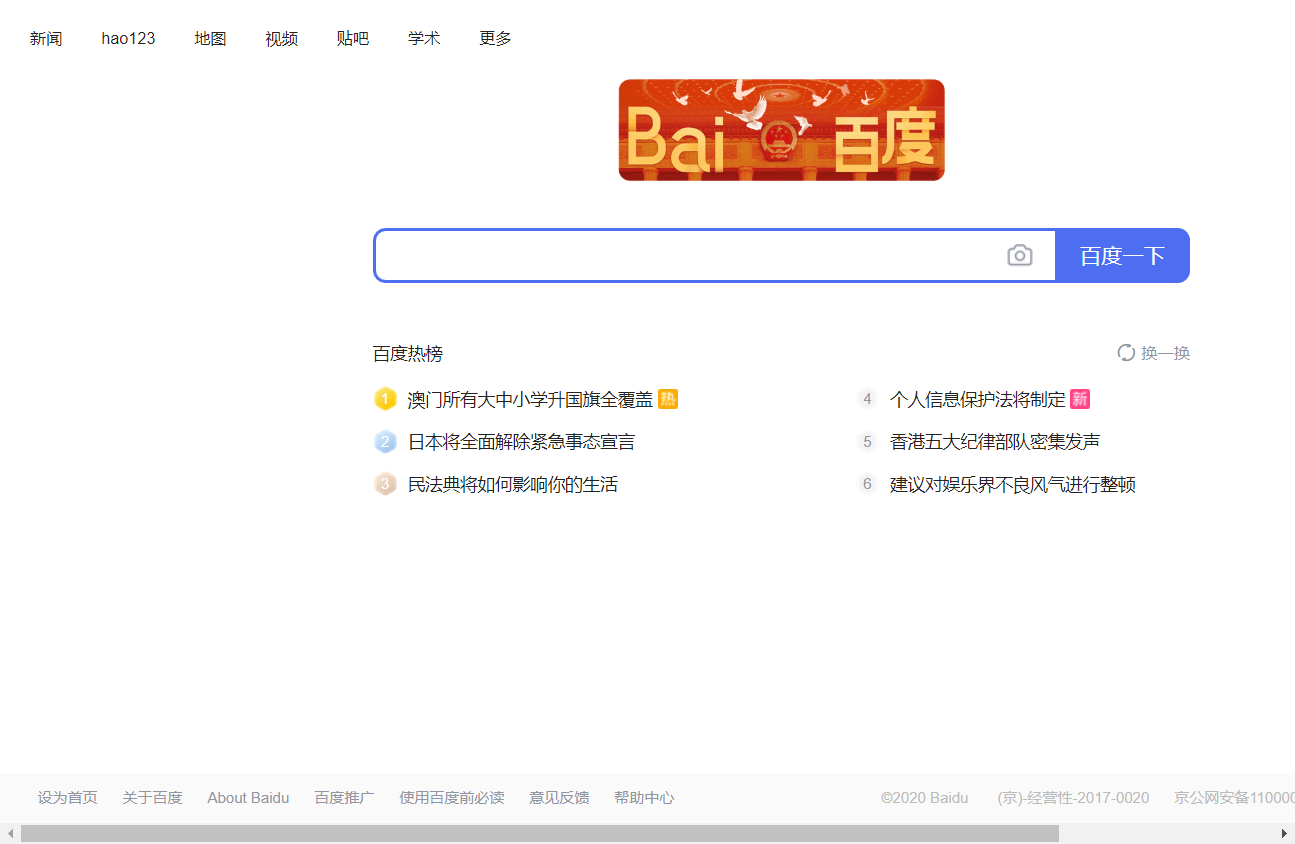 新闻 hao123 地图 视频 贴吧 学术 更多
Bai 百度
百度一下
百度热榜 换一换
1 澳门所有大中小学升国旗全覆盖 热
2 日本将全面解除紧急事态宣言
3 民法典将如何影响你的生活
4 个人信息保护法将制定 新
5 香港五大纪律部队密集发声
6 建议对娱乐界不良风气进行整顿
设为首页 关于百度 About Baidu 百度推广 使用百度前必读 意见反馈 帮助中心 ©2020 Baidu (京)-经营性-2017-0020 京公网安备110000